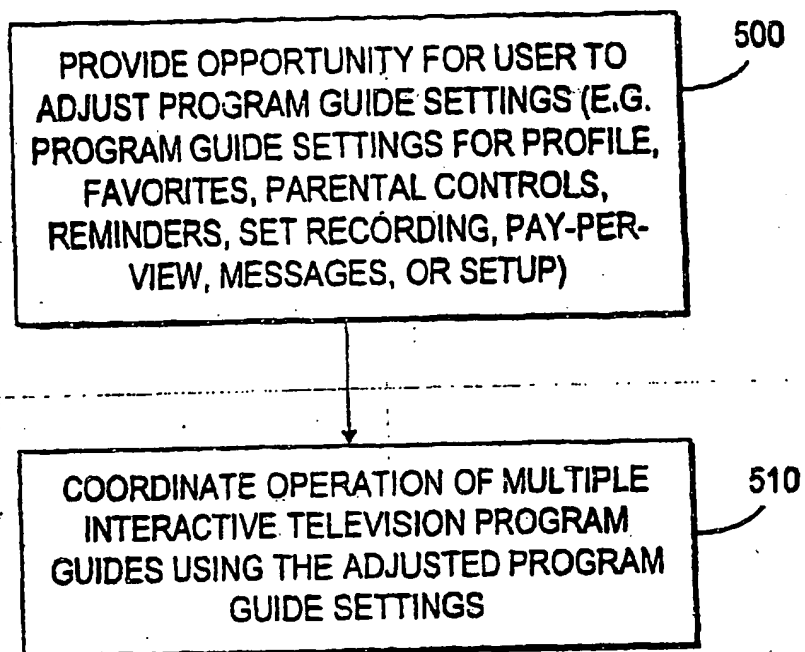 PROVIDE OPPORTUNITY FOR USER TO
ADJUST PROGRAM GUIDE SETTINGS (E.G.
PROGRAM GUIDE SETTINGS FOR PROFILE,
FAVORITES, PARENTAL CONTROLS,
REMINDERS, SET RECORDING, PAY-PER-
VIEW, MESSAGES, OR SETUP)
500
COORDINATE OPERATION OF MULTIPLE
INTERACTIVE TELEVISION PROGRAM
GUIDES USING THE ADJUSTED PROGRAM
GUIDE SETTINGS
510